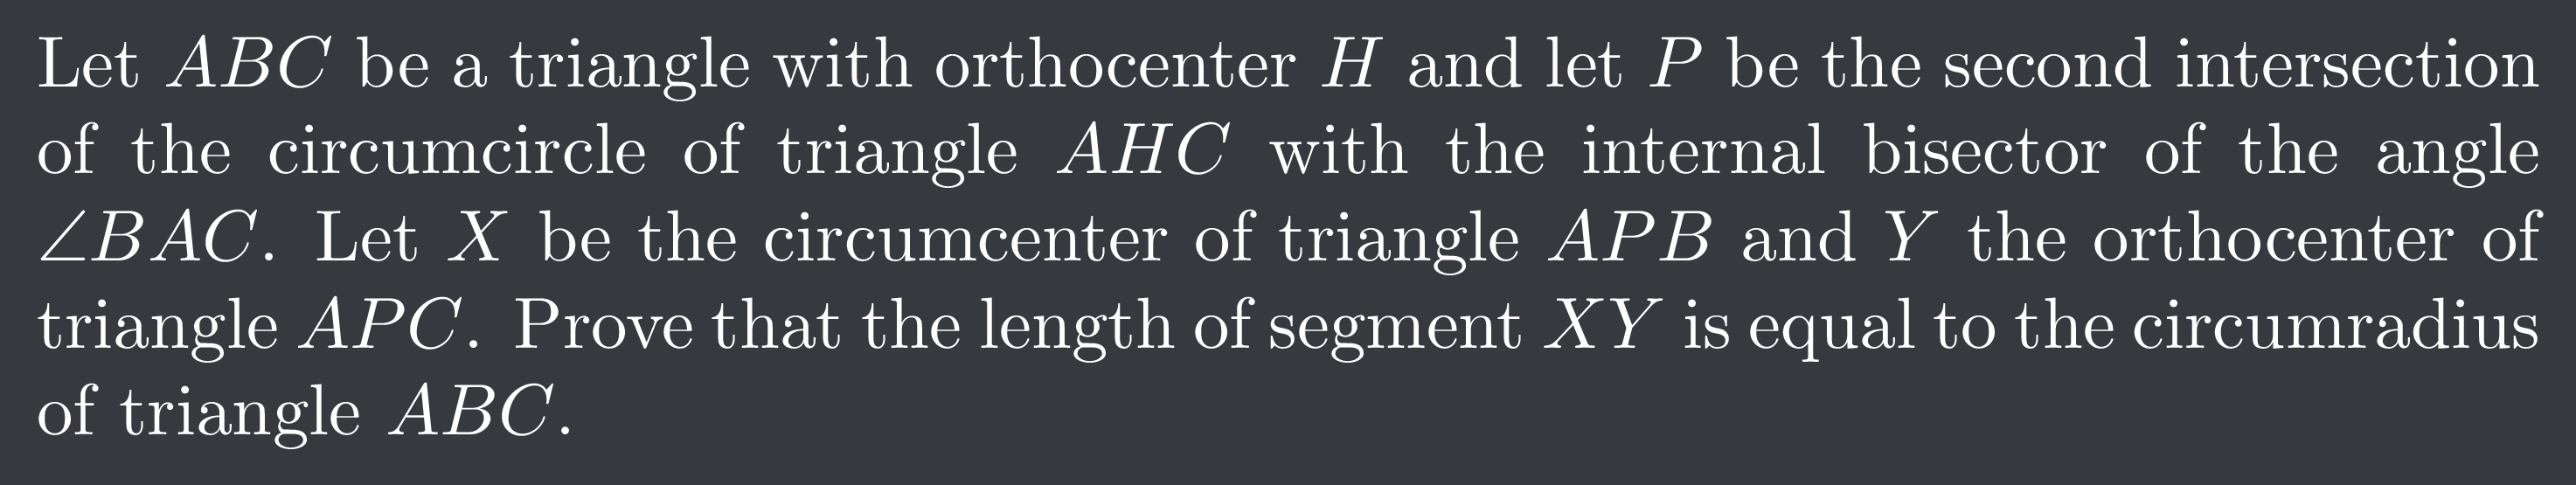 Let ABC be a triangle with orthocenter H and let P be the second intersection
of the circumcircle of triangle AHC with the internal bisector of the angle
∠BAC. Let X be the circumcenter of triangle APB and Y the orthocenter of
triangle APC. Prove that the length of segment XY is equal to the circumradius
of triangle ABC.